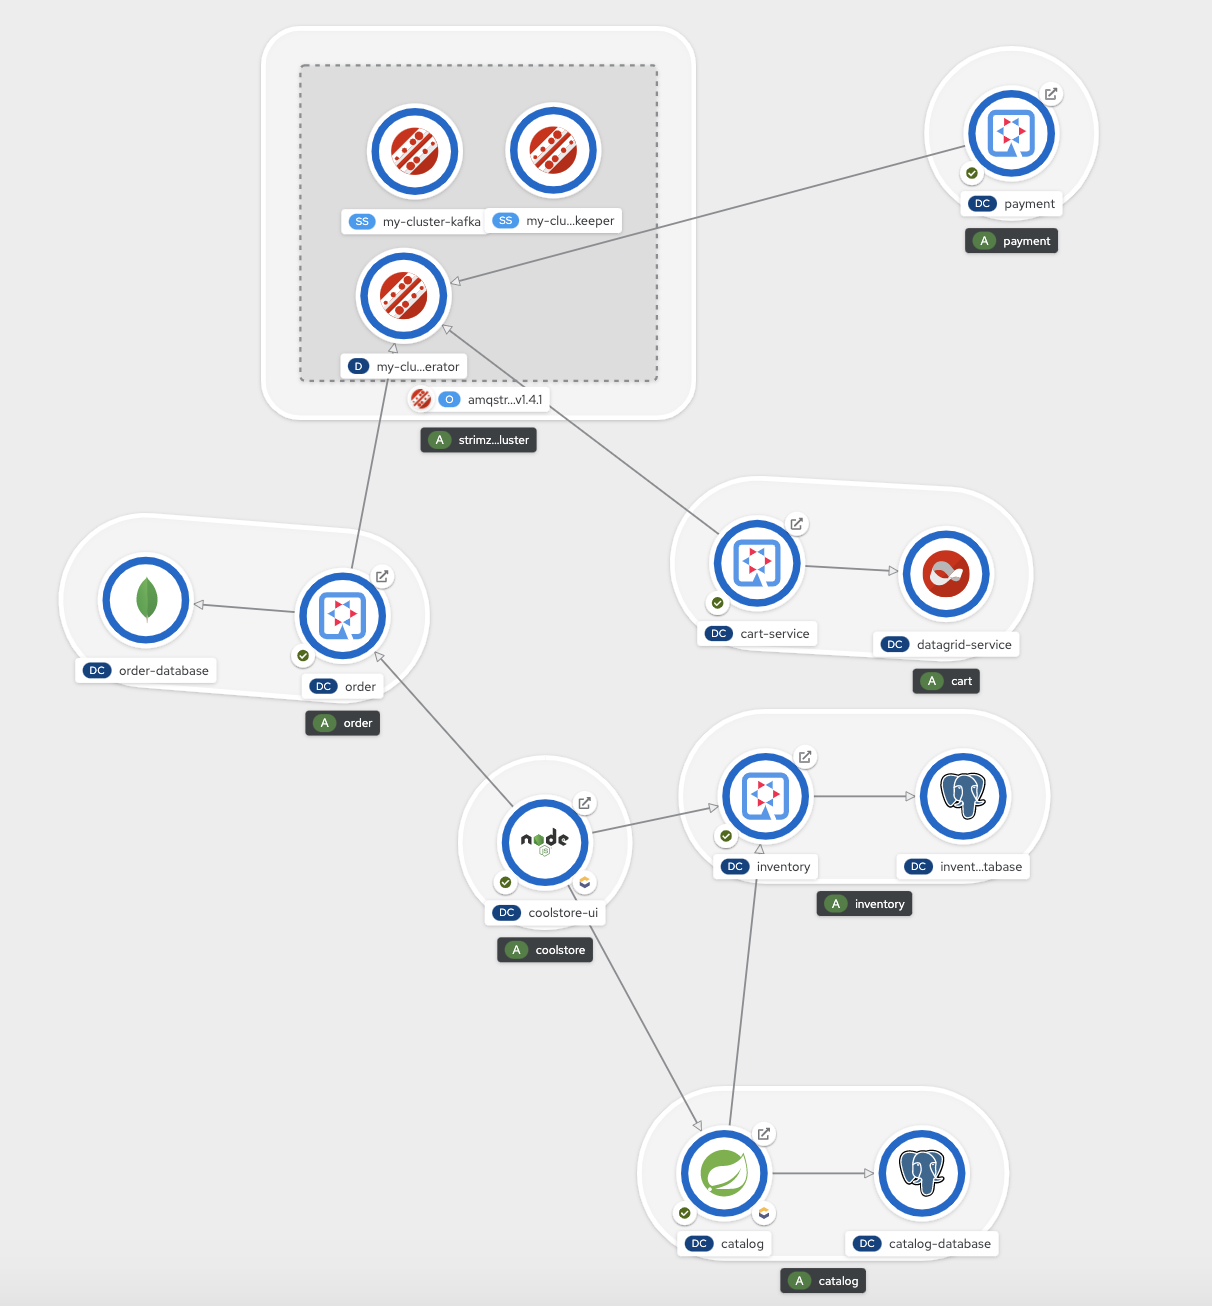 SS my-cluster-kafka
SS my-clu...keeper
DC payment
A payment
D my-clu...erator
O amqstr...v1.4.1
A strimz...luster
DC cart-service
DC datagrid-service
A cart
DC order-database
DC order
A order
DC inventory
DC invent...tabase
A inventory
node
JS
DC coolstore-ui
A coolstore
DC catalog
DC catalog-database
A catalog